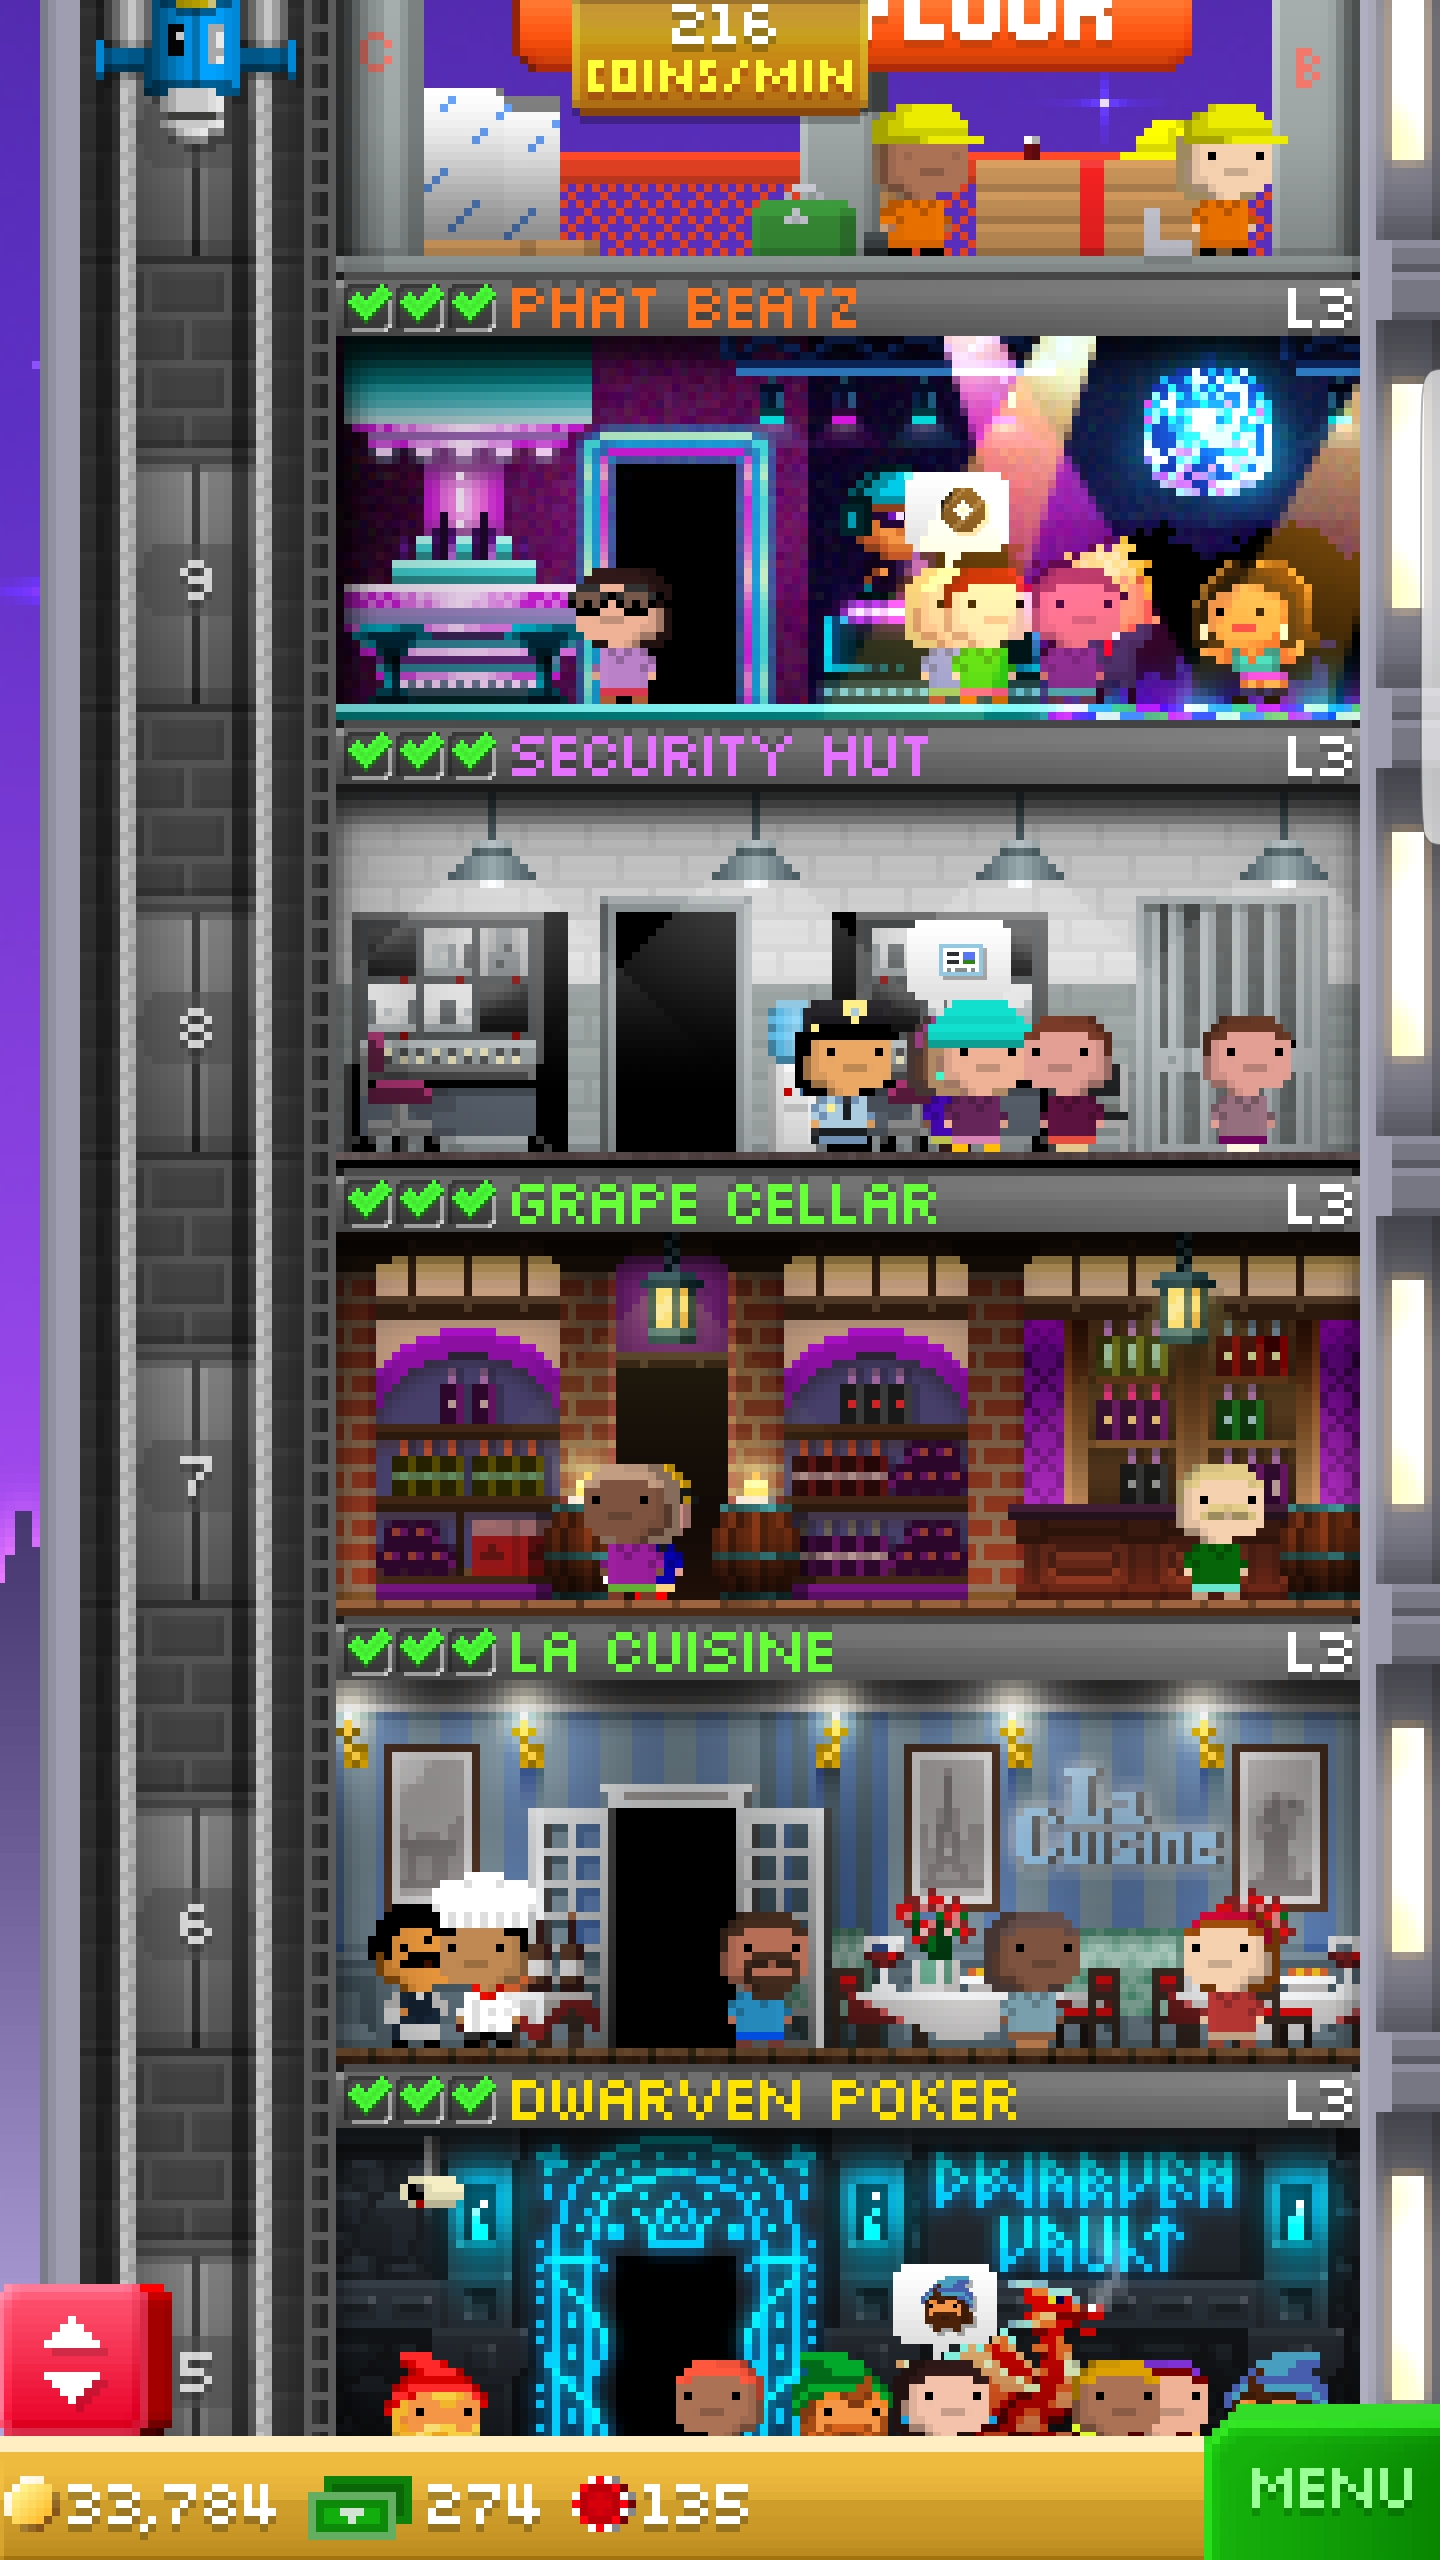 216
COINS/MIN
FLOOR
C
B
PHAT BEATZ
L3
9
SECURITY HUT
L3
8
GRAPE CELLAR
L3
7
LA CUISINE
L3
La
Cuisine
6
DWARVEN POKER
L3
DWARVEN
VAULT
5
33,784
274
135
MENU